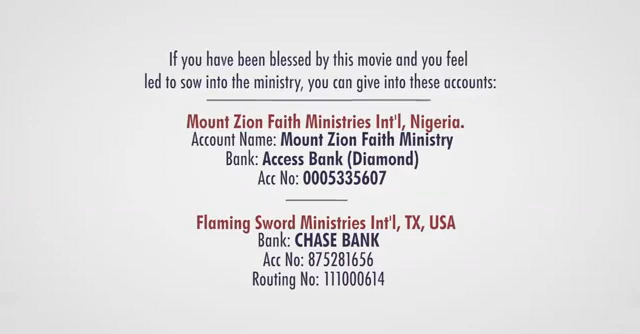 If you have been blessed by this movie and you feel
led to sow into the ministry, you can give into these accounts:
Mount Zion Faith Ministries Int'l, Nigeria.
Account Name: Mount Zion Faith Ministry
Bank: Access Bank (Diamond)
Acc No: 0005335607
Flaming Sword Ministries Int'l, TX, USA
Bank: CHASE BANK
Acc No: 875281656
Routing No: 111000614